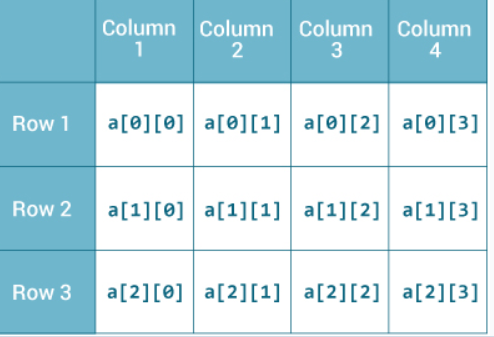 Column 1 Column 2 Column 3 Column 4
Row 1 a[0][0] a[0][1] a[0][2] a[0][3]
Row 2 a[1][0] a[1][1] a[1][2] a[1][3]
Row 3 a[2][0] a[2][1] a[2][2] a[2][3]